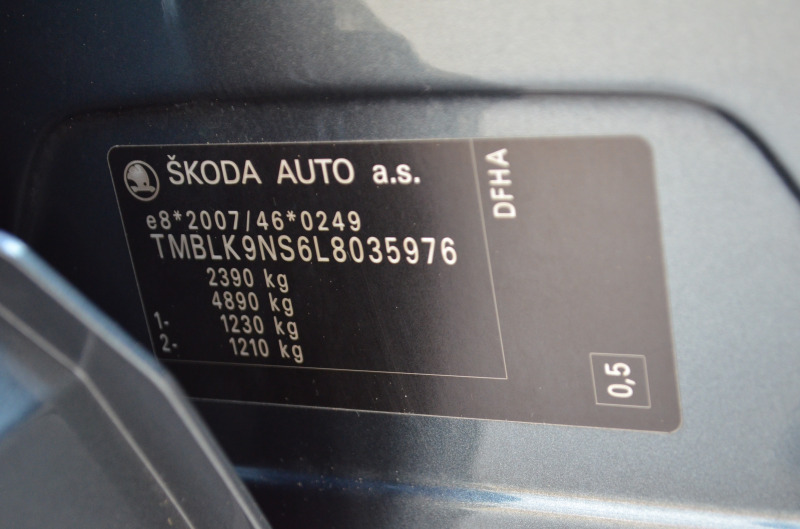 ŠKODA AUTO a.s.
e8*2007/46*0249
TMBLK9NS6L8035976
2390 kg
4890 kg
1- 1230 kg
2- 1210 kg
DFHA
0,5